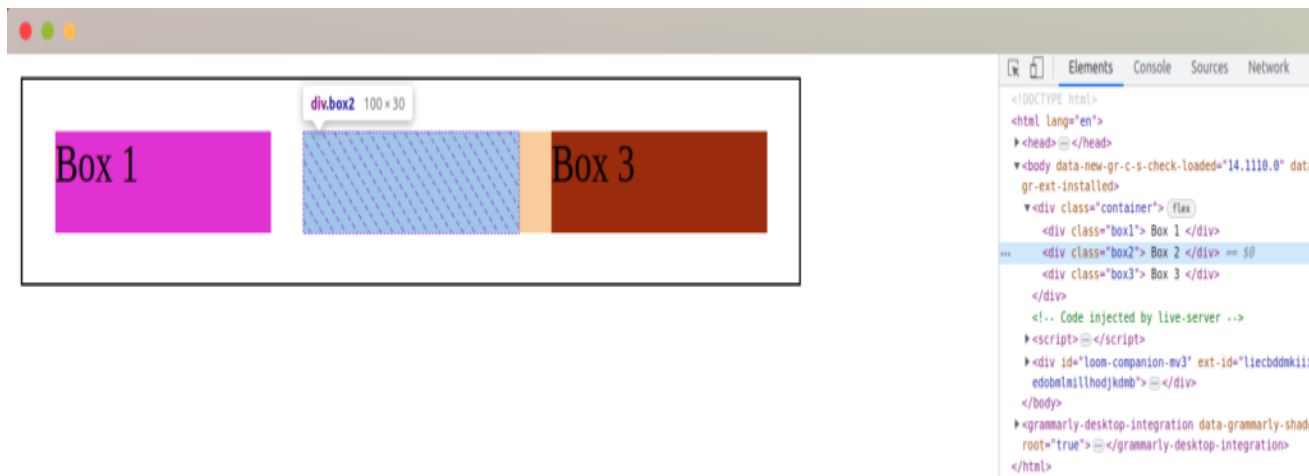 div.box2 100 × 30
Box 1
Box 3
Elements Console Sources Network
<!DOCTYPE html>
<html lang="en">
<head> ⋯ </head>
<body data-new-gr-c-s-check-loaded="14.1110.0" data
gr-ext-installed>
<div class="container"> flex
<div class="box1"> Box 1 </div>
<div class="box2"> Box 2 </div> == $0
<div class="box3"> Box 3 </div>
</div>
<!-- Code injected by live-server -->
<script> ⋯ </script>
<div id="loom-companion-mv3" ext-id="liecbddmkiii
edobmlmillhodjkdmb"> ⋯ </div>
</body>
<grammarly-desktop-integration data-grammarly-shad
root="true"> ⋯ </grammarly-desktop-integration>
</html>